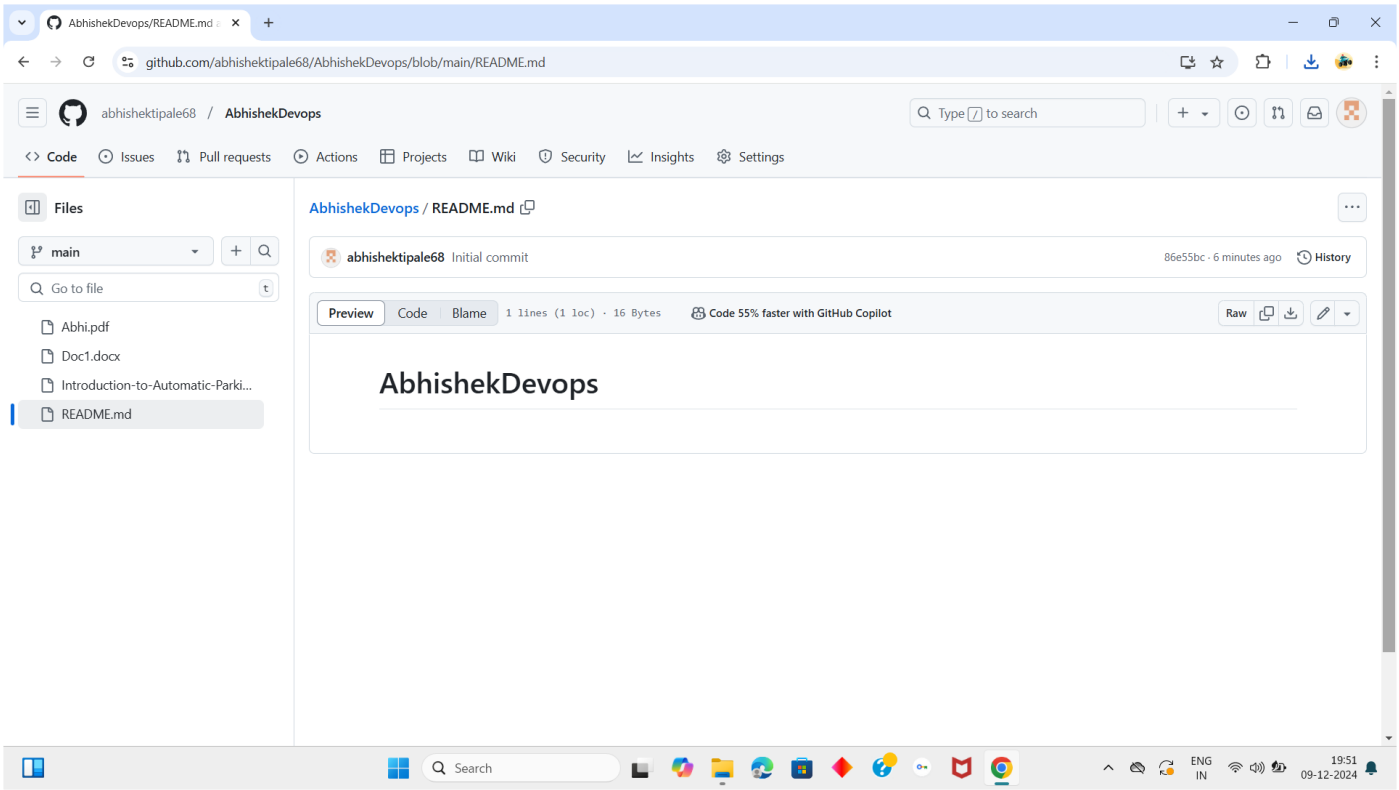 AbhishekDevops/README.md a
github.com/abhishektipale68/AbhishekDevops/blob/main/README.md
abhishektipale68 / AbhishekDevops
Type / to search
Code Issues Pull requests Actions Projects Wiki Security Insights Settings
Files
AbhishekDevops / README.md
main
abhishektipale68 Initial commit
86e55bc · 6 minutes ago History
Go to file t
Preview Code Blame 1 lines (1 loc) · 16 Bytes Code 55% faster with GitHub Copilot Raw
Abhi.pdf
Doc1.docx
Introduction-to-Automatic-Parki...
README.md
AbhishekDevops
Search
ENG
IN
19:51
09-12-2024